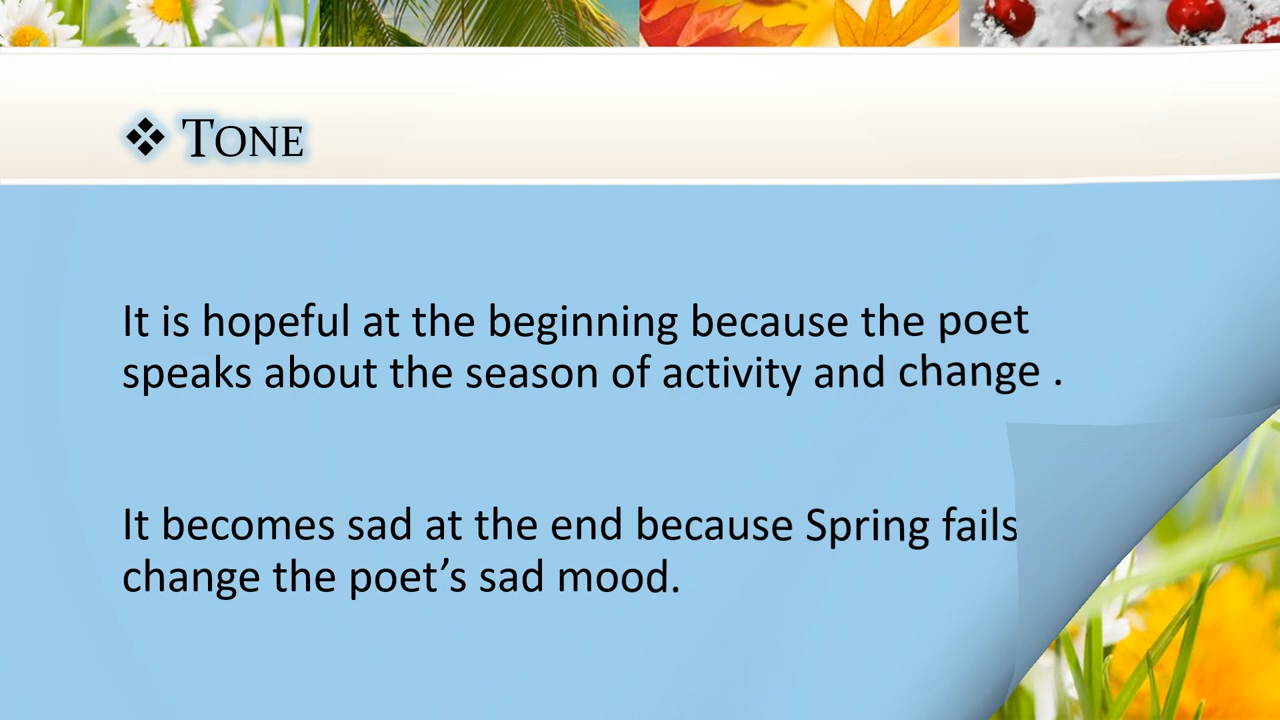 ❖ TONE
It is hopeful at the beginning because the poet
speaks about the season of activity and change .
It becomes sad at the end because Spring fails
change the poet’s sad mood.